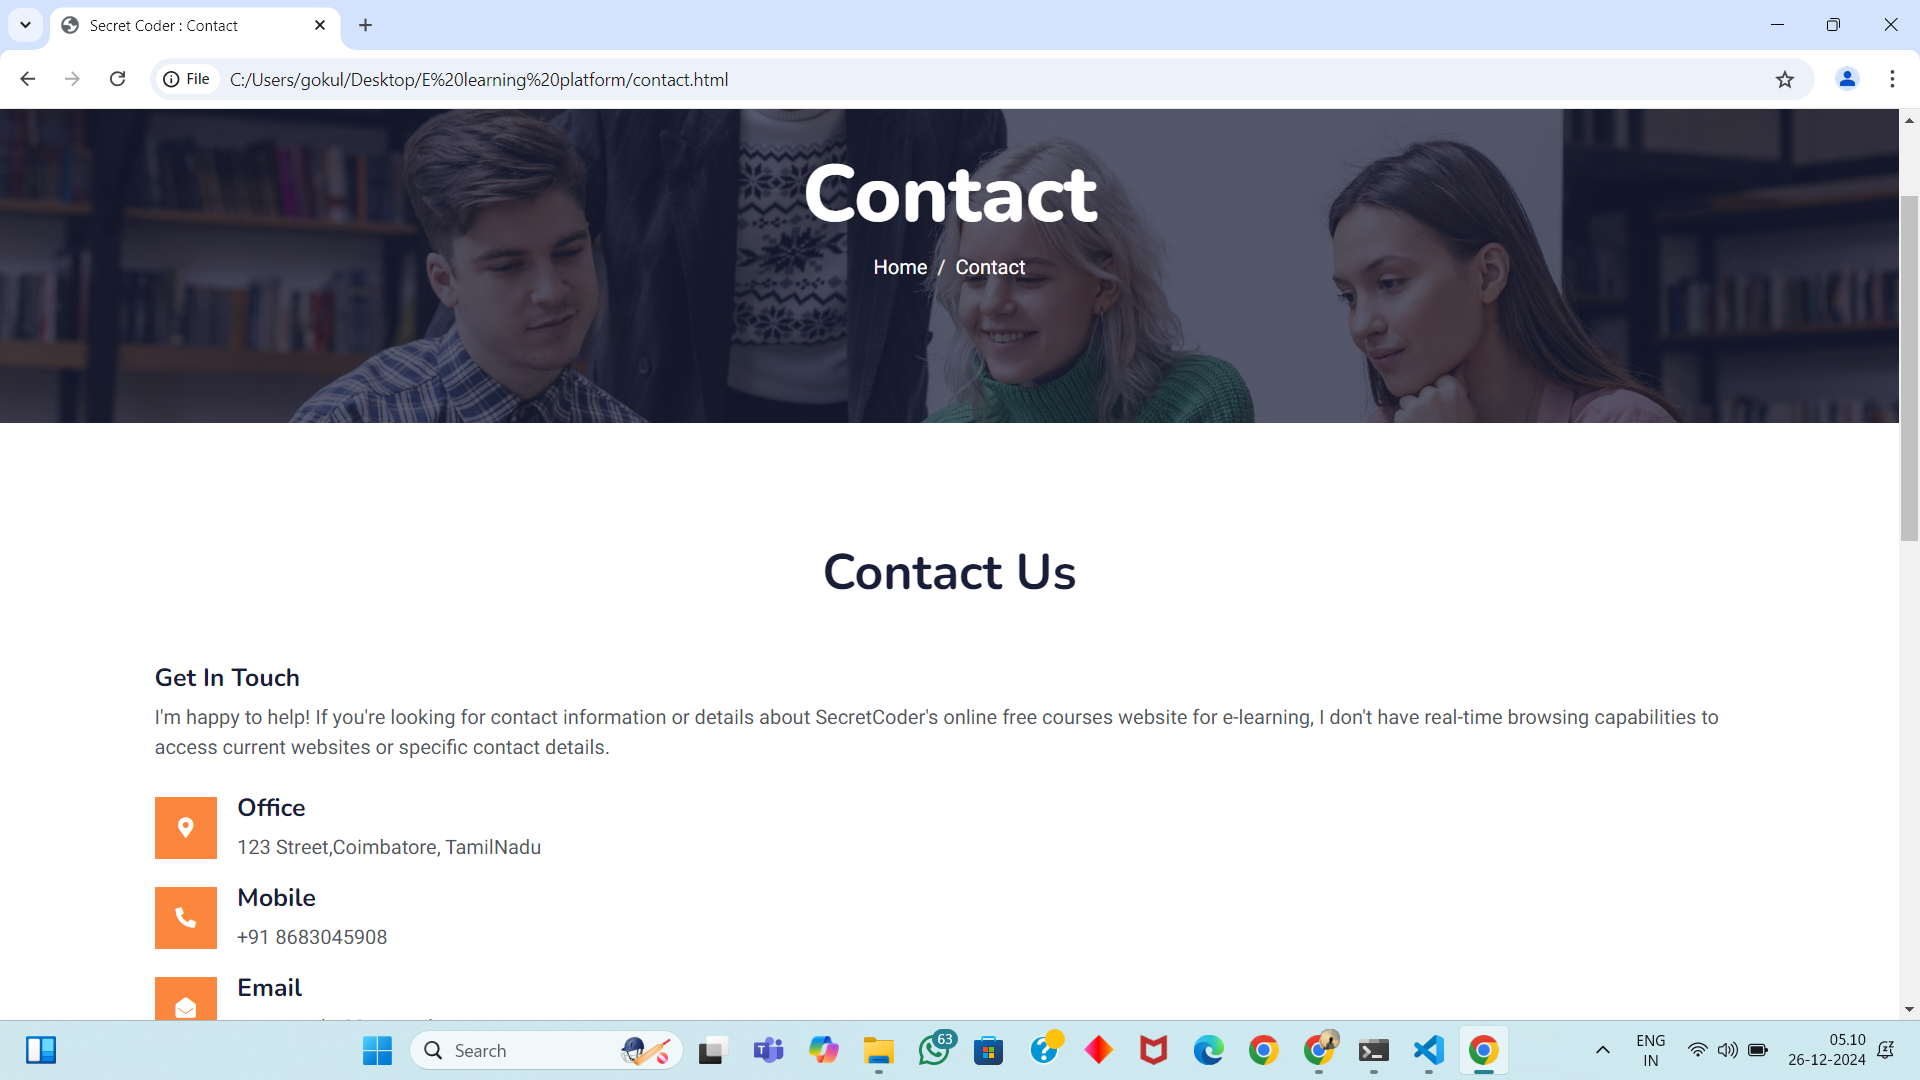 Secret Coder : Contact
File
C:/Users/gokul/Desktop/E%20learning%20platform/contact.html
Contact
Home / Contact
Contact Us
Get In Touch
I'm happy to help! If you're looking for contact information or details about SecretCoder's online free courses website for e-learning, I don't have real-time browsing capabilities to
access current websites or specific contact details.
Office
123 Street,Coimbatore, TamilNadu
Mobile
+91 8683045908
Email
Search
63
ENG
IN
05.10
26-12-2024